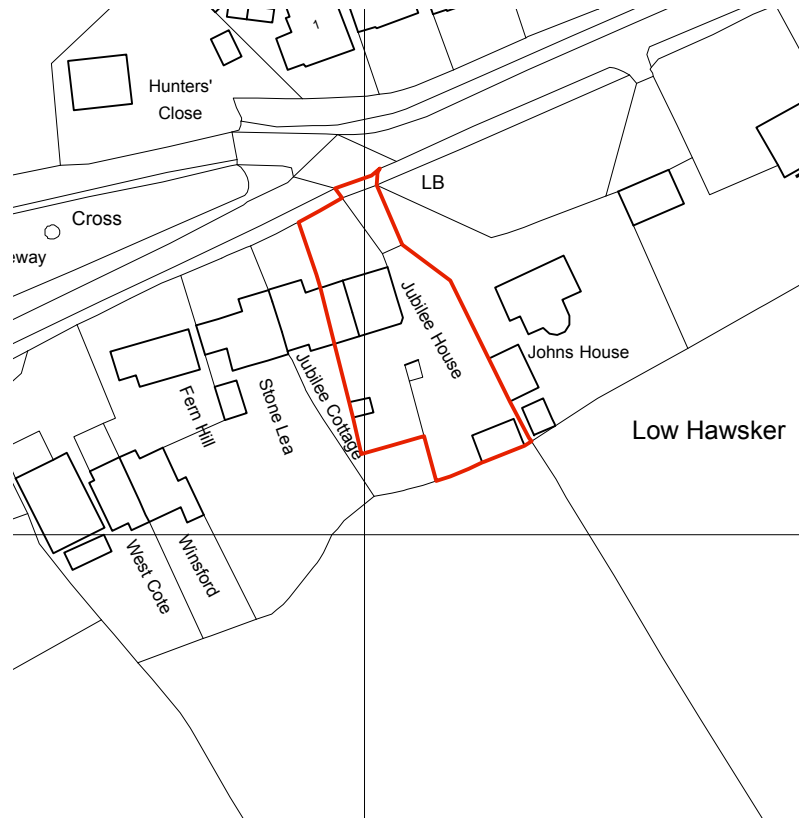 1
Hunters'
Close
LB
Cross
eway
Jubilee House
Johns House
Fern Hill
Stone Lea
Jubilee Cottage
Low Hawsker
West Cote
Winsford